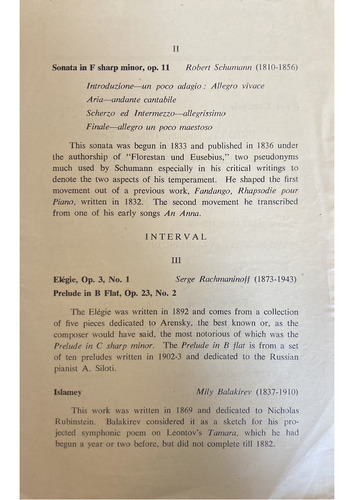 II
Sonata in F sharp minor, op. 11 Robert Schumann (1810-1856)
Introduzione—un poco adagio: Allegro vivace
Aria—andante cantabile
Scherzo ed Intermezzo—allegrissimo
Finale—allegro un poco maestoso
This sonata was begun in 1833 and published in 1836 under
the authorship of "Florestan und Eusebius," two pseudonyms
much used by Schumann especially in his critical writings to
denote the two aspects of his temperament. He shaped the first
movement out of a previous work, Fandango, Rhapsodie pour
Piano, written in 1832. The second movement he transcribed
from one of his early songs An Anna.
INTERVAL
III
Elégie, Op. 3, No. 1 Serge Rachmaninoff (1873-1943)
Prelude in B Flat, Op. 23, No. 2
The Elégie was written in 1892 and comes from a collection
of five pieces dedicated to Arensky, the best known or, as the
composer would have said, the most notorious of which was the
Prelude in C sharp minor. The Prelude in B flat is from a set
of ten preludes written in 1902-3 and dedicated to the Russian
pianist A. Siloti.
Islamey Mily Balakirev (1837-1910)
This work was written in 1869 and dedicated to Nicholas
Rubinstein. Balakirev considered it as a sketch for his pro-
jected symphonic poem on Leontov's Tamara, which he had
begun a year or two before, but did not complete till 1882.